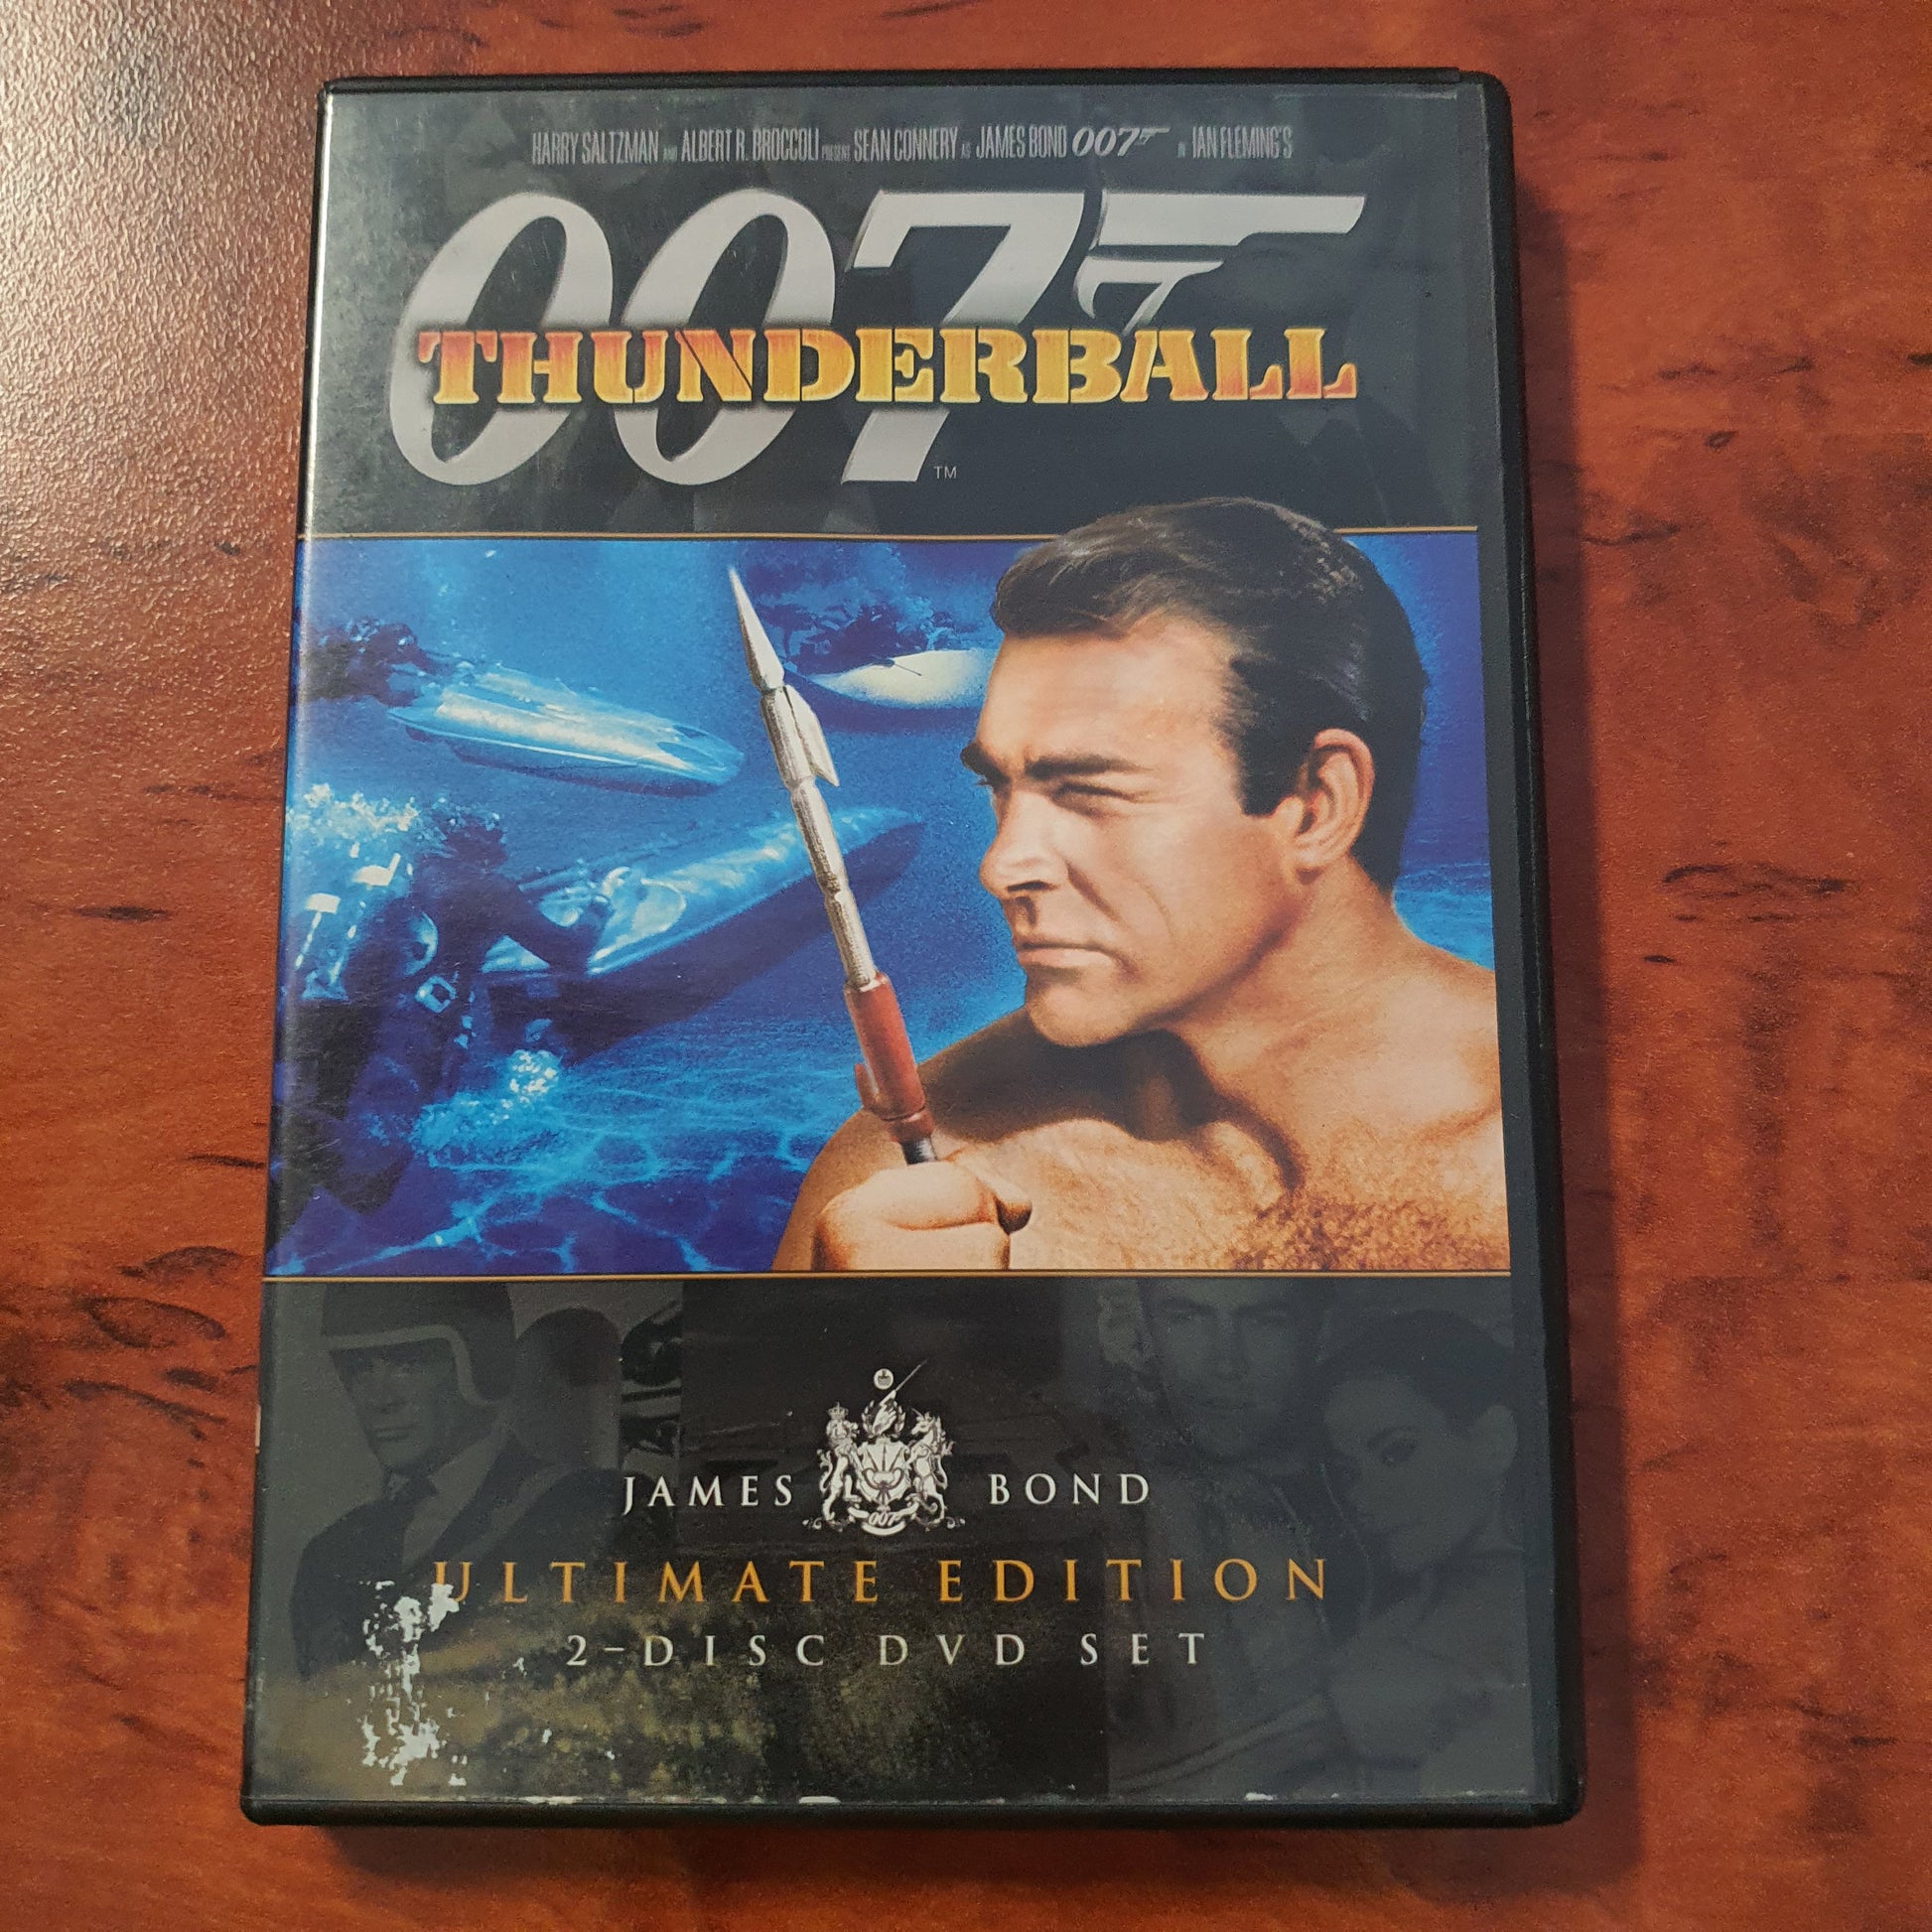 HARRY SALTZMAN AND ALBERT R. BROCCOLI PRESENT SEAN CONNERY AS JAMES BOND 007 IN IAN FLEMING'S
007
THUNDERBALL
TM
JAMES BOND
007
ULTIMATE EDITION
2-DISC DVD SET